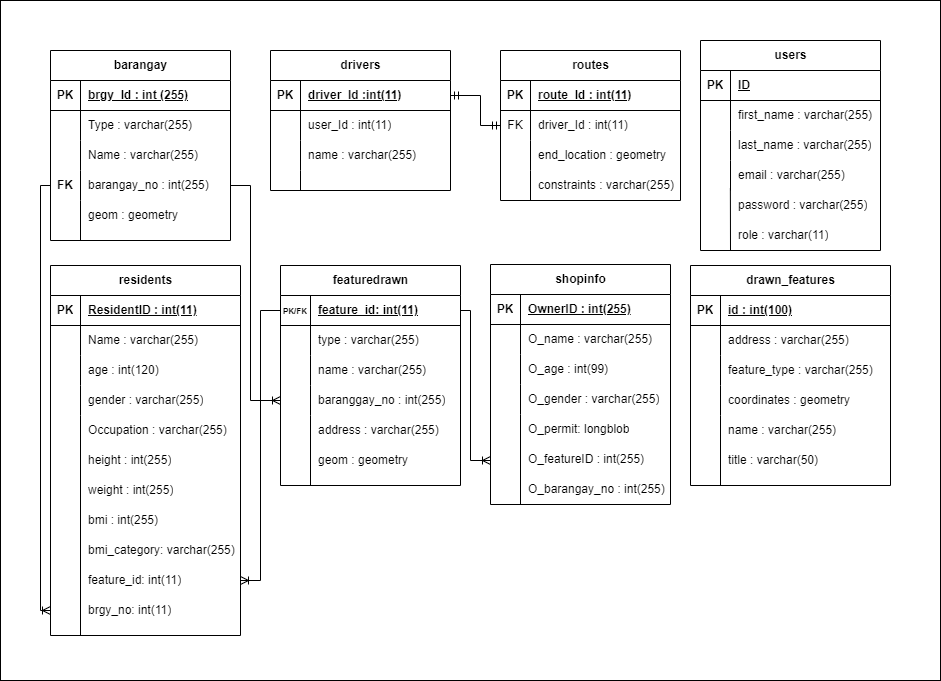 barangay
PK brgy_Id : int (255)
Type : varchar(255)
Name : varchar(255)
FK barangay_no : int(255)
geom : geometry
drivers
PK driver_Id :int(11)
user_Id : int(11)
name : varchar(255)
routes
PK route_Id : int(11)
FK driver_Id : int(11)
end_location : geometry
constraints : varchar(255)
users
PK ID
first_name : varchar(255)
last_name : varchar(255)
email : varchar(255)
password : varchar(255)
role : varchar(11)
residents
PK ResidentID : int(11)
Name : varchar(255)
age : int(120)
gender : varchar(255)
Occupation : varchar(255)
height : int(255)
weight : int(255)
bmi : int(255)
bmi_category: varchar(255)
feature_id: int(11)
brgy_no: int(11)
featuredrawn
PK/FK feature_id: int(11)
type : varchar(255)
name : varchar(255)
baranggay_no : int(255)
address : varchar(255)
geom : geometry
shopinfo
PK OwnerID : int(255)
O_name : varchar(255)
O_age : int(99)
O_gender : varchar(255)
O_permit: longblob
O_featureID : int(255)
O_barangay_no : int(255)
drawn_features
PK id : int(100)
address : varchar(255)
feature_type : varchar(255)
coordinates : geometry
name : varchar(255)
title : varchar(50)